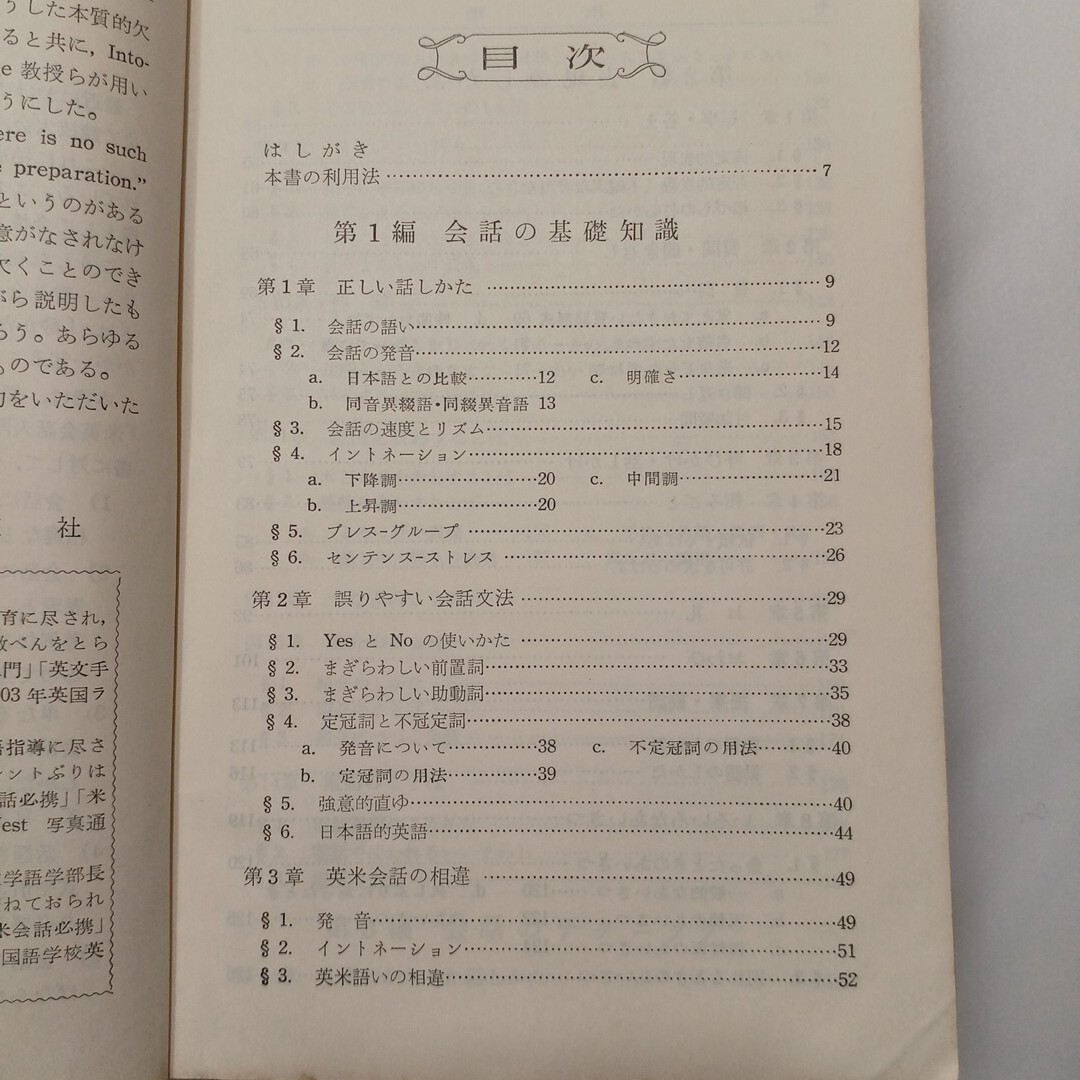 うした本質的欠
ると共に, Into-
e 教授らが用い
うにした。
ere is no such
e preparation.”
というのがある
意がなされなけ
欠くことのでき
がら説明したも
ろう。あらゆる
ものである。
力をいただいた
社
育に尽され,
教べんをとら
門」「英文手
03 年英国ラ
語指導に尽さ
ントぶりは
話必携」「米
est 写真通
学語学部長
ねておられ
米会話必携」
国語学校英
目 次
はしがき
本書の利用法……7
第1編 会話の基礎知識
第1章 正しい話しかた……9
§1. 会話の語い……9
§2. 会話の発音……12
a. 日本語との比較……12 c. 明確さ……14
b. 同音異綴語・同綴異音語 13
§3. 会話の速度とリズム……15
§4. イントネーション……18
a. 下降調……20 c. 中間調……21
b. 上昇調……20
§5. ブレス-グループ……23
§6. センテンス-ストレス……26
第2章 誤りやすい会話文法……29
§1. Yes と No の使いかた……29
§2. まぎらわしい前置詞……33
§3. まぎらわしい助動詞……35
§4. 定冠詞と不冠定詞……38
a. 発音について……38 c. 不定冠詞の用法……40
b. 定冠詞の用法……39
§5. 強意的直ゆ……40
§6. 日本語的英語……44
第3章 英米会話の相違……49
§1. 発 音……49
§2. イントネーション……51
§3. 英米語いの相違……52